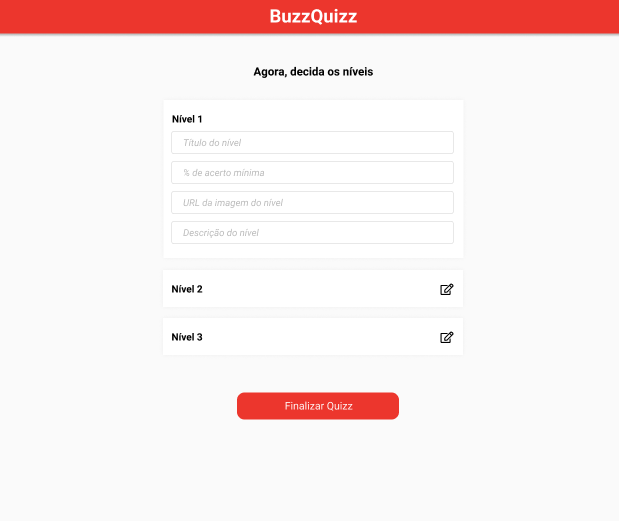 BuzzQuizz
Agora, decida os níveis
Nível 1
Título do nível
% de acerto mínima
URL da imagem do nível
Descrição do nível
Nível 2
Nível 3
Finalizar Quizz